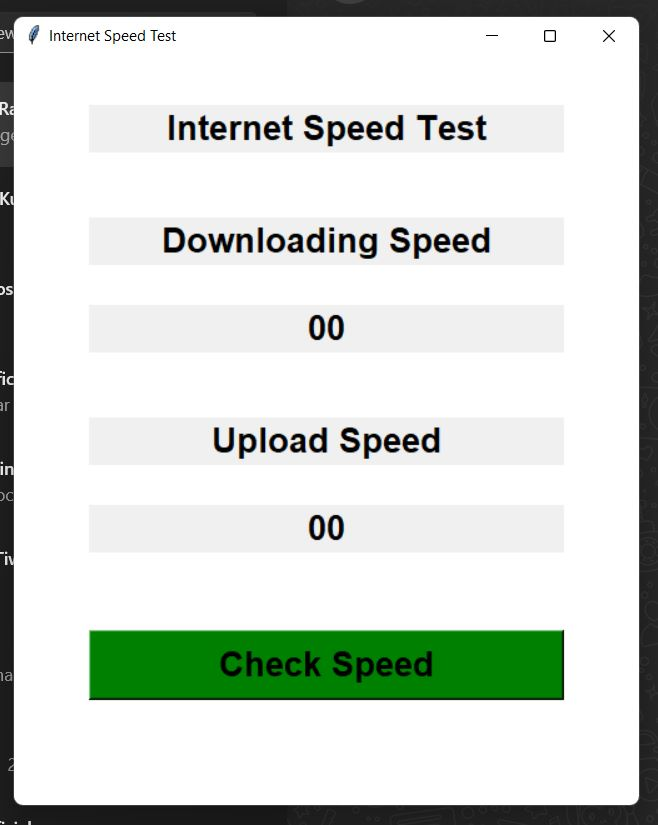 Internet Speed Test
Internet Speed Test
Downloading Speed
00
Upload Speed
00
Check Speed